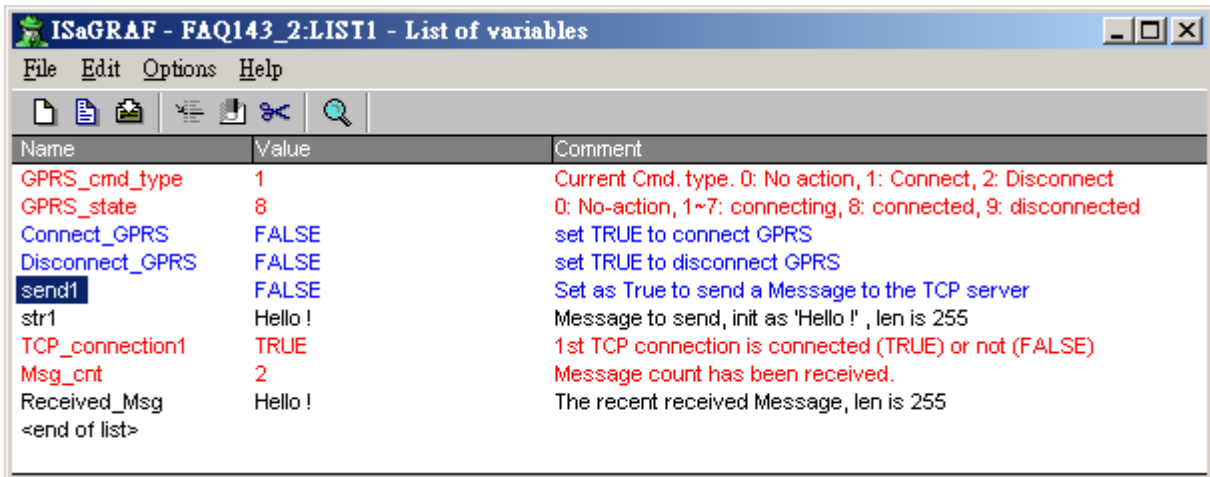 ISaGRAF - FAQ143_2:LIST1 - List of variables
File Edit Options Help
Name Value Comment
GPRS_cmd_type 1 Current Cmd. type. 0: No action, 1: Connect, 2: Disconnect
GPRS_state 8 0: No-action, 1~7: connecting, 8: connected, 9: disconnected
Connect_GPRS FALSE set TRUE to connect GPRS
Disconnect_GPRS FALSE set TRUE to disconnect GPRS
send1 FALSE Set as True to send a Message to the TCP server
str1 Hello ! Message to send, init as 'Hello !' , len is 255
TCP_connection1 TRUE 1st TCP connection is connected (TRUE) or not (FALSE)
Msg_cnt 2 Message count has been received.
Received_Msg Hello ! The recent received Message, len is 255
<end of list>